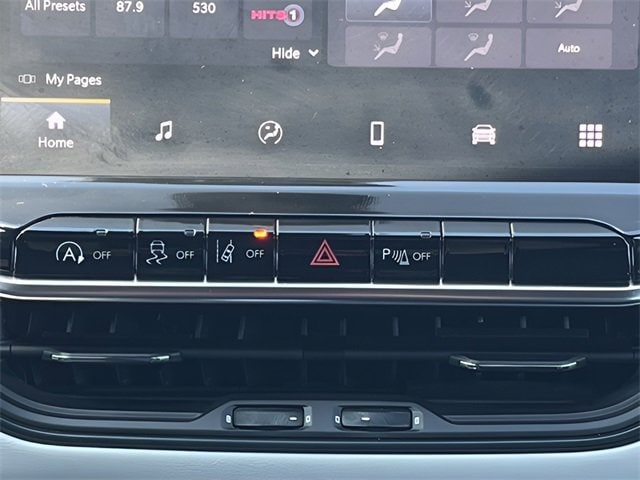 All Presets
87.9
530
HITS 1
Hide
My Pages
Auto
Home
A OFF
OFF
OFF
P OFF